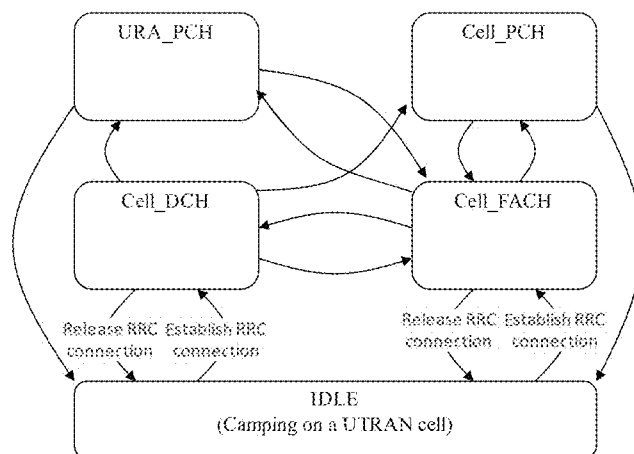 URA_PCH
Cell_PCH
Cell_DCH
Cell_FACH
Release RRC
connection
Establish RRC
connection
Release RRC
connection
Establish RRC
connection
IDLE
(Camping on a UTRAN cell)